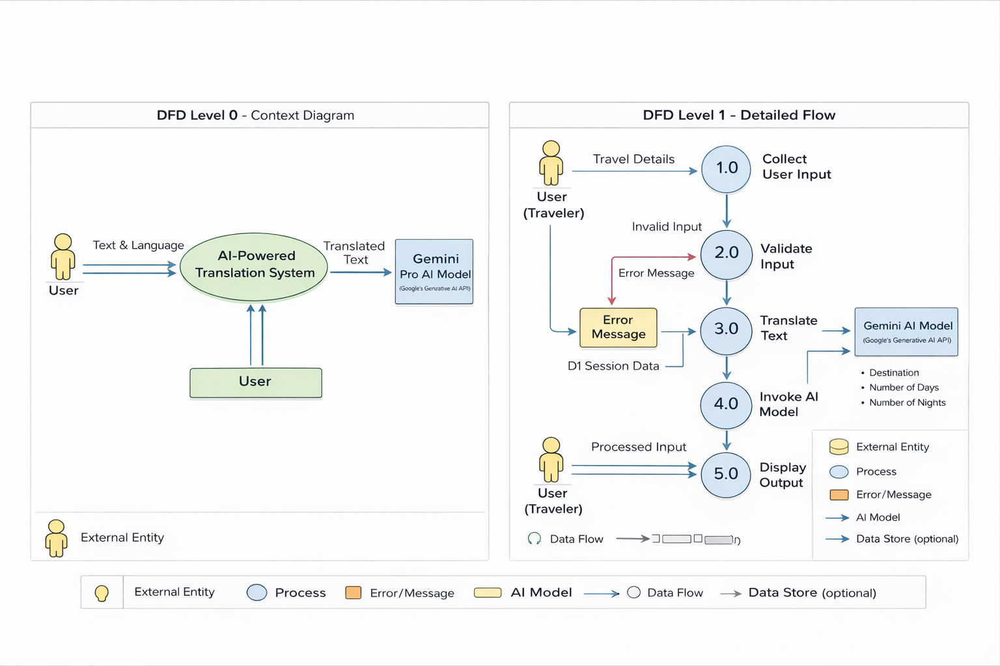 DFD Level 0 - Context Diagram
Text & Language
User
AI-Powered
Translation System
Translated
Text
Gemini
Pro AI Model
(Google's Generative AI API)
User
External Entity
DFD Level 1 - Detailed Flow
User
(Traveler)
Travel Details
1.0
Collect
User Input
Invalid Input
2.0
Validate
Input
Error Message
Error
Message
3.0
Translate
Text
Gemini AI Model
(Google's Generative AI API)
D1 Session Data
• Destination
• Number of Days
• Number of Nights
4.0
Invoke AI
Model
Processed Input
User
(Traveler)
5.0
Display
Output
Data Flow
External Entity
Process
Error/Message
AI Model
Data Store (optional)
External Entity
Process
Error/Message
AI Model
Data Flow
Data Store (optional)